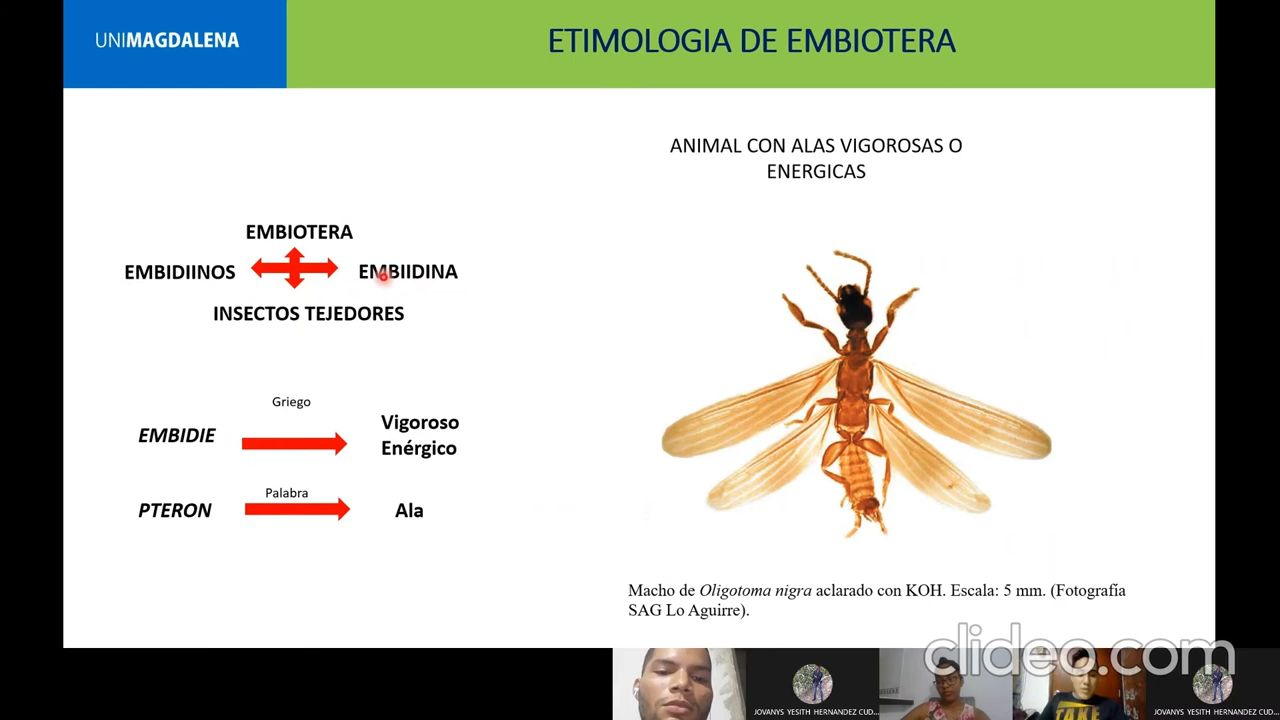 UNIMAGDALENA
ETIMOLOGIA DE EMBIOTERA
ANIMAL CON ALAS VIGOROSAS O
ENERGICAS
EMBIOTERA
EMBIDIINOS
EMBIIDINA
INSECTOS TEJEDORES
Griego
EMBIDIE
Vigoroso
Enérgico
Palabra
PTERON
Ala
Macho de Oligotoma nigra aclarado con KOH. Escala: 5 mm. (Fotografía
SAG Lo Aguirre).
clideo.com
JOVANYS YESITH HERNANDEZ CUD...
TAKE
JOVANYS YESITH HERNANDEZ CUD...